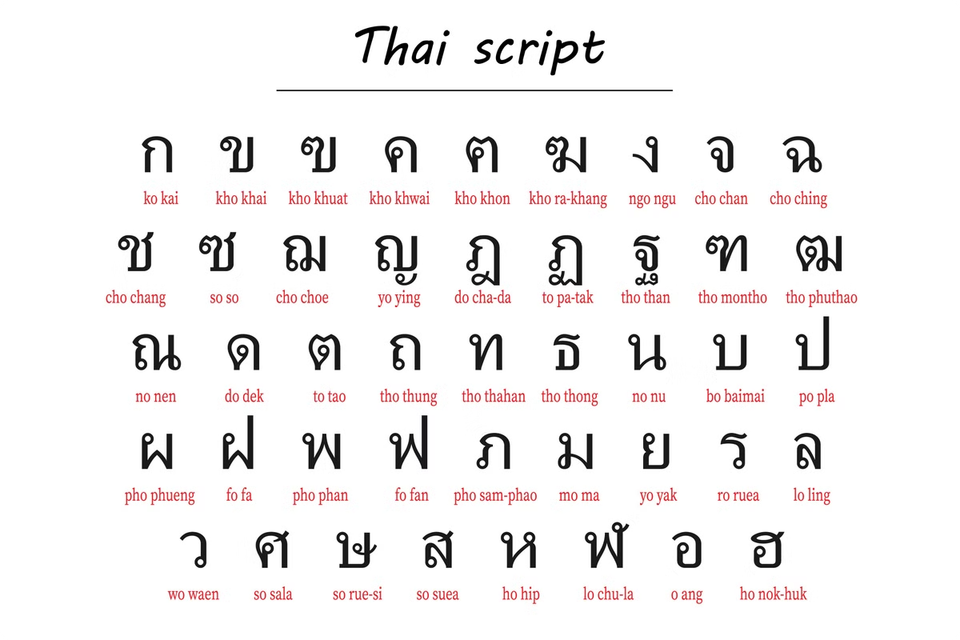 Thai script
ก ข ฃ ค ฅ ฆ ง จ ฉ
ko kai kho khai kho khuat kho khwai kho khon kho ra-khang ngo ngu cho chan cho ching
ช ซ ฌ ญ ฎ ฏ ฐ ฑ ฒ
cho chang so so cho choe yo ying do cha-da to pa-tak tho than tho montho tho phuthao
ณ ด ต ถ ท ธ น บ ป
no nen do dek to tao tho thung tho thahan tho thong no nu bo baimai po pla
ผ ฝ พ ฟ ภ ม ย ร ล
pho phueng fo fa pho phan fo fan pho sam-phao mo ma yo yak ro ruea lo ling
ว ศ ษ ส ห ฬ อ ฮ
wo waen so sala so rue-si so suea ho hip lo chu-la o ang ho nok-huk